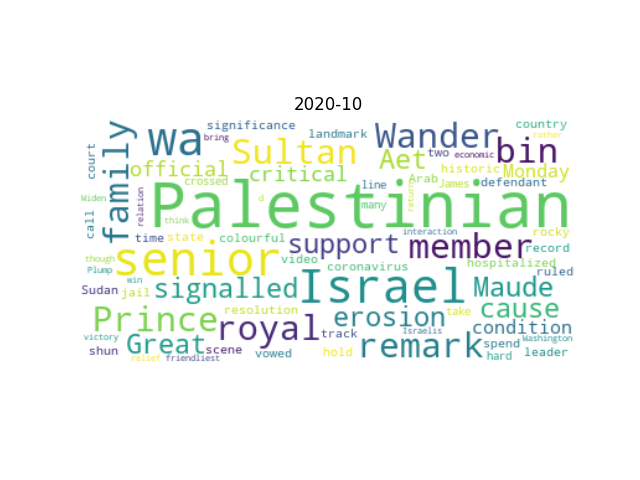 2020-10
family
wa
significance
bring
landmark
Wander
country
rather
court
Sultan
Aet
two
economic
bin
official
critical
historic
Monday
crossed
line
Arab
James
defendant
Widen
relation
Palestinian
d
many
return
think
call
time
state
colourful
support
interaction
member
rocky
record
though
Plump
senior
video
coronavirus
hospitalized
ruled
win
Sudan
jail
signalled
Israel
Maude
Prince
royal
resolution
erosion
take
cause
victory
track
Israelis
condition
Washington
shun
Great
scene
vowed
hold
remark
spend
hard
leader
relief
friendliest